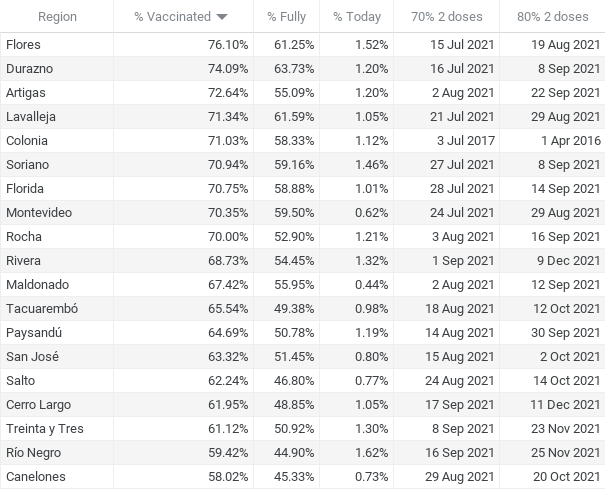 Region % Vaccinated % Fully % Today 70% 2 doses 80% 2 doses
Flores 76.10% 61.25% 1.52% 15 Jul 2021 19 Aug 2021
Durazno 74.09% 63.73% 1.20% 16 Jul 2021 8 Sep 2021
Artigas 72.64% 55.09% 1.20% 2 Aug 2021 22 Sep 2021
Lavalleja 71.34% 61.59% 1.05% 21 Jul 2021 29 Aug 2021
Colonia 71.03% 58.33% 1.12% 3 Jul 2017 1 Apr 2016
Soriano 70.94% 59.16% 1.46% 27 Jul 2021 8 Sep 2021
Florida 70.75% 58.88% 1.01% 28 Jul 2021 14 Sep 2021
Montevideo 70.35% 59.50% 0.62% 24 Jul 2021 29 Aug 2021
Rocha 70.00% 52.90% 1.21% 3 Aug 2021 16 Sep 2021
Rivera 68.73% 54.45% 1.32% 1 Sep 2021 9 Dec 2021
Maldonado 67.42% 55.95% 0.44% 2 Aug 2021 12 Sep 2021
Tacuarembó 65.54% 49.38% 0.98% 18 Aug 2021 12 Oct 2021
Paysandú 64.69% 50.78% 1.19% 14 Aug 2021 30 Sep 2021
San José 63.32% 51.45% 0.80% 15 Aug 2021 2 Oct 2021
Salto 62.24% 46.80% 0.77% 24 Aug 2021 14 Oct 2021
Cerro Largo 61.95% 48.85% 1.05% 17 Sep 2021 11 Dec 2021
Treinta y Tres 61.12% 50.92% 1.30% 8 Sep 2021 23 Nov 2021
Río Negro 59.42% 44.90% 1.62% 16 Sep 2021 25 Nov 2021
Canelones 58.02% 45.33% 0.73% 29 Aug 2021 20 Oct 2021